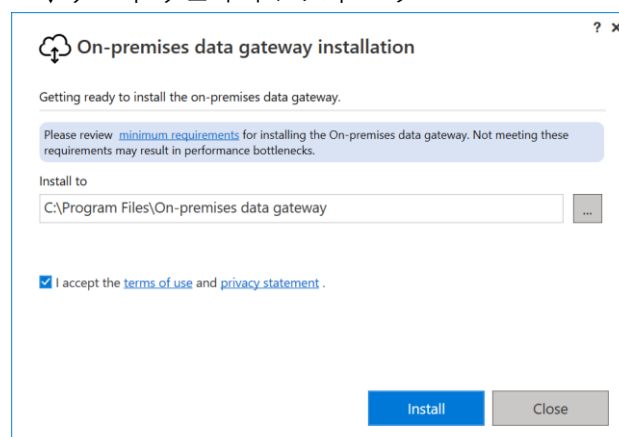 ? ×
On-premises data gateway installation
Getting ready to install the on-premises data gateway.
Please review minimum requirements for installing the On-premises data gateway. Not meeting these
requirements may result in performance bottlenecks.
Install to
C:\Program Files\On-premises data gateway
...
I accept the terms of use and privacy statement .
Install
Close